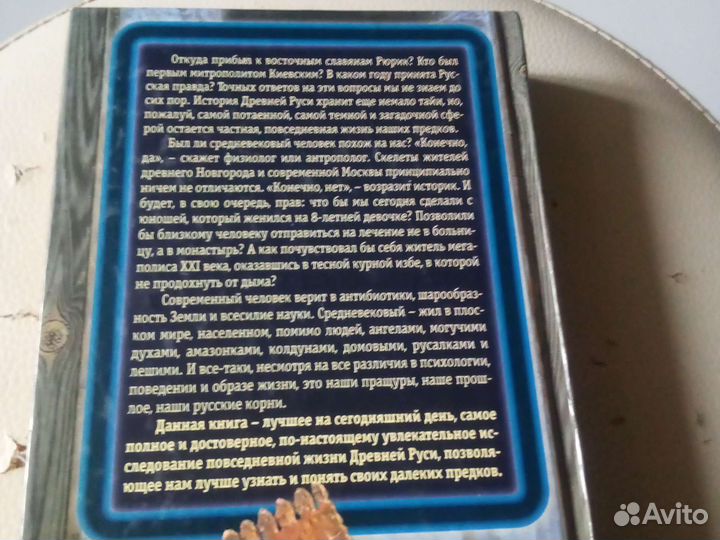 Откуда прибыл к восточным славянам Рюрик? Кто был
первым митрополитом Киевским? В каком году принята Рус-
ская правда? Точных ответов на эти вопросы мы не знаем до
сих пор. История Древней Руси хранит еще немало тайн, но,
пожалуй, самой потаенной, самой темной и загадочной сфе-
рой остается частная, повседневная жизнь наших предков.
Был ли средневековый человек похож на нас? «Конечно,
да», – скажет физиолог или антрополог. Скелеты жителей
древнего Новгорода и современной Москвы принципиально
ничем не отличаются. «Конечно, нет», – возразит историк. И
будет, в свою очередь, прав: что бы мы сегодня сделали с
юношей, который женился на 8-летней девочке? Позволили
бы близкому человеку отправиться на лечение не в больни-
цу, а в монастырь? А как почувствовал бы себя житель мега-
полиса XXI века, оказавшись в тесной курной избе, в которой
не продохнуть от дыма?
Современный человек верит в антибиотики, шарообраз-
ность Земли и всесилие науки. Средневековый – жил в плос-
ком мире, населенном, помимо людей, ангелами, могучими
духами, амазонками, колдунами, домовыми, русалками и
лешими. И все-таки, несмотря на все различия в психологии,
поведении и образе жизни, это наши пращуры, наше прош-
лое, наши русские корни.
Данная книга – лучшее на сегодняшний день, самое
полное и достоверное, по-настоящему увлекательное ис-
следование повседневной жизни Древней Руси, позволя-
ющее нам лучше узнать и понять своих далеких предков.
Avito